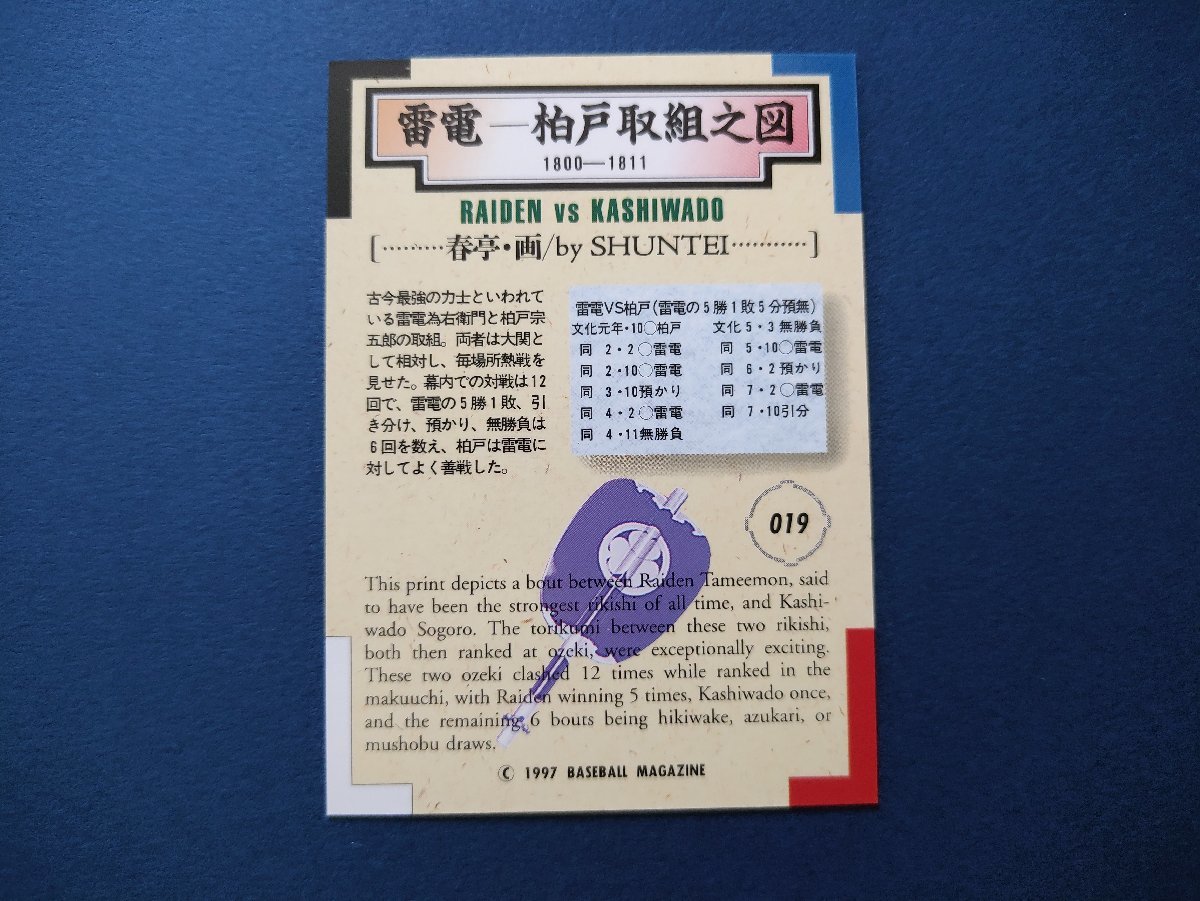 雷電―柏戸取組之図
1800―1811
RAIDEN VS KASHIWADO
[………春亭・画/by SHUNTEI…………]
古今最強の力士といわれて
いる雷電為右衛門と柏戸宗
五郎の取組。両者は大関と
して相対し、毎場所熱戦を
見せた。幕内での対戦は12
回で、雷電の5勝1敗、引
き分け、預かり、無勝負は
6回を数え、柏戸は雷電に
対してよく善戦した。
雷電VS柏戸(雷電の5勝1敗5分預無)
文化元年・10○柏戸
同 2・2○雷電
同 2・10○雷電
同 3・10預かり
同 4・2○雷電
同 4・11無勝負
文化5・3無勝負
同 5・10○雷電
同 6・2預かり
同 7・2○雷電
同 7・10引分
019
This print depicts a bout between Raiden Tameemon, said
to have been the strongest rikishi of all time, and Kashi-
wado Sogoro. The torikumi between these two rikishi,
both then ranked at ozeki, were exceptionally exciting.
These two ozeki clashed 12 times while ranked in the
makuuchi, with Raiden winning 5 times, Kashiwado once,
and the remaining 6 bouts being hikiwake, azukari, or
mushobu draws.
© 1997 BASEBALL MAGAZINE